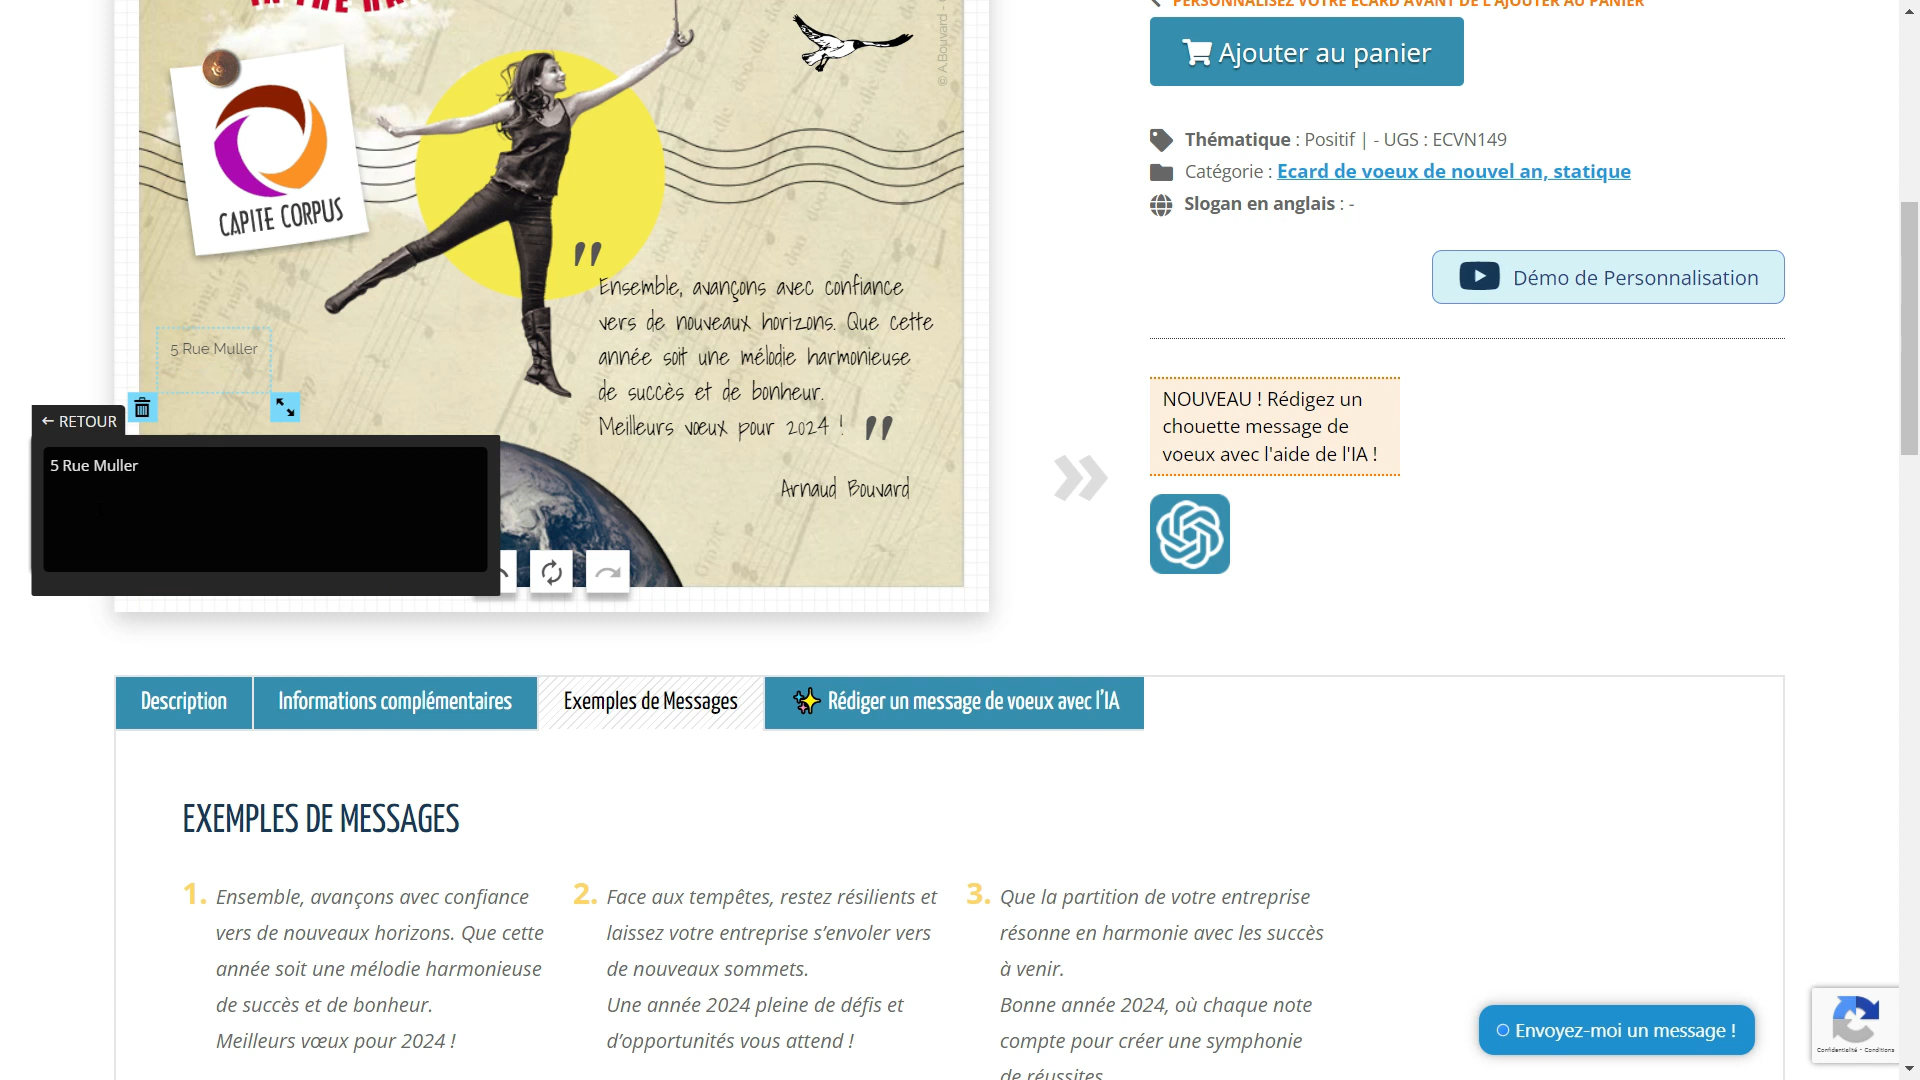 PERSONNALISEZ VOTRE ECARD AVANT DE L'AJOUTER AU PANIER
Ajouter au panier
Thématique : Positif | - UGS : ECVN149
Catégorie : Ecard de voeux de nouvel an, statique
Slogan en anglais : -
Démo de Personnalisation
NOUVEAU ! Rédigez un
chouette message de
voeux avec l'aide de l'IA !
IN THE
© A.Bouvard -
CAPITE CORPUS
"
Ensemble, avançons avec confiance
vers de nouveaux horizons. Que cette
année soit une mélodie harmonieuse
de succès et de bonheur.
Meilleurs vœux pour 2024 ! "
Arnaud Bouvard
5 Rue Muller
← RETOUR
5 Rue Muller
Description
Informations complémentaires
Exemples de Messages
✨ Rédiger un message de voeux avec l'IA
EXEMPLES DE MESSAGES
1. Ensemble, avançons avec confiance
vers de nouveaux horizons. Que cette
année soit une mélodie harmonieuse
de succès et de bonheur.
Meilleurs vœux pour 2024 !
2. Face aux tempêtes, restez résilients et
laissez votre entreprise s’envoler vers
de nouveaux sommets.
Une année 2024 pleine de défis et
d’opportunités vous attend !
3. Que la partition de votre entreprise
résonne en harmonie avec les succès
à venir.
Bonne année 2024, où chaque note
compte pour créer une symphonie
de réussites
Envoyez-moi un message !
Confidentialité - Conditions